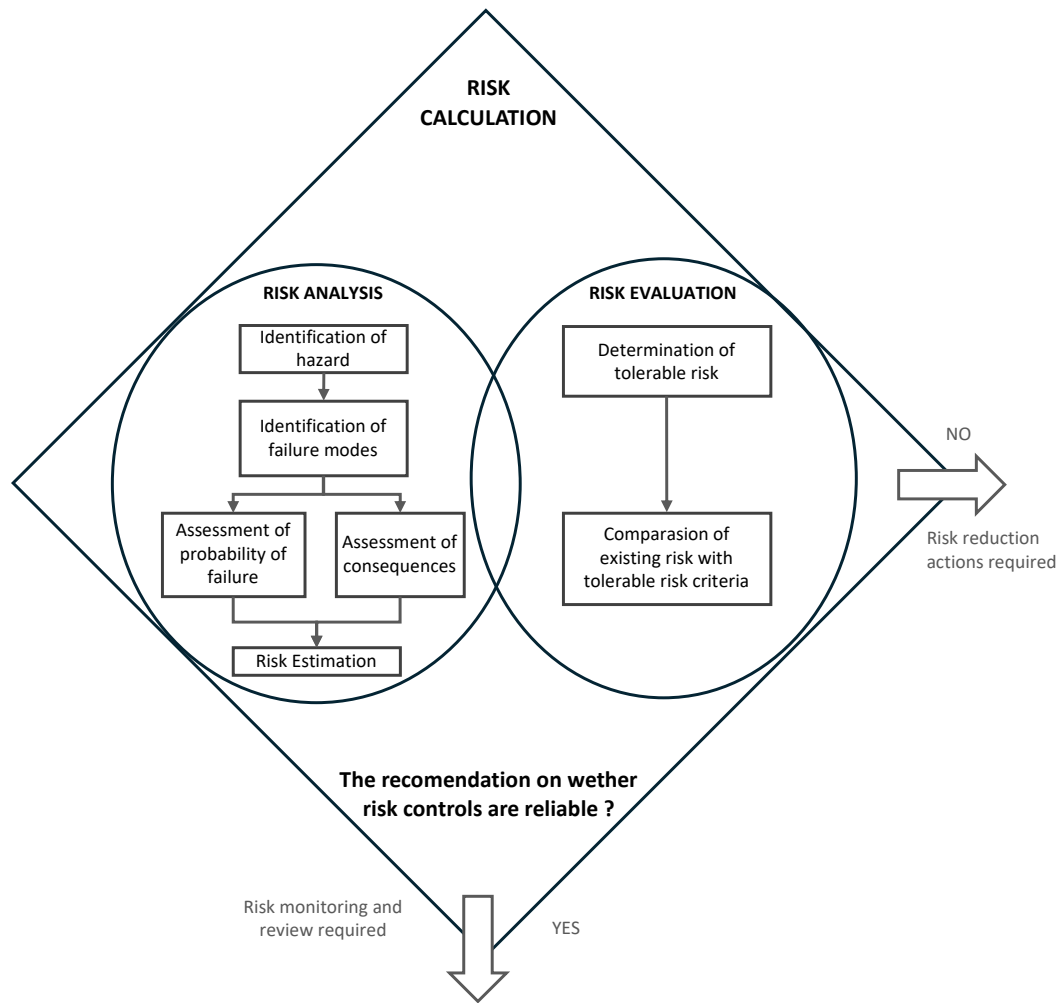 RISK
CALCULATION
RISK ANALYSIS
Identification of
hazard
Identification of
failure modes
Assessment of
probability of
failure
Assessment of
consequences
Risk Estimation
RISK EVALUATION
Determination of
tolerable risk
Comparasion of
existing risk with
tolerable risk criteria
NO
Risk reduction
actions required
The recomendation on wether
risk controls are reliable ?
Risk monitoring and
review required
YES